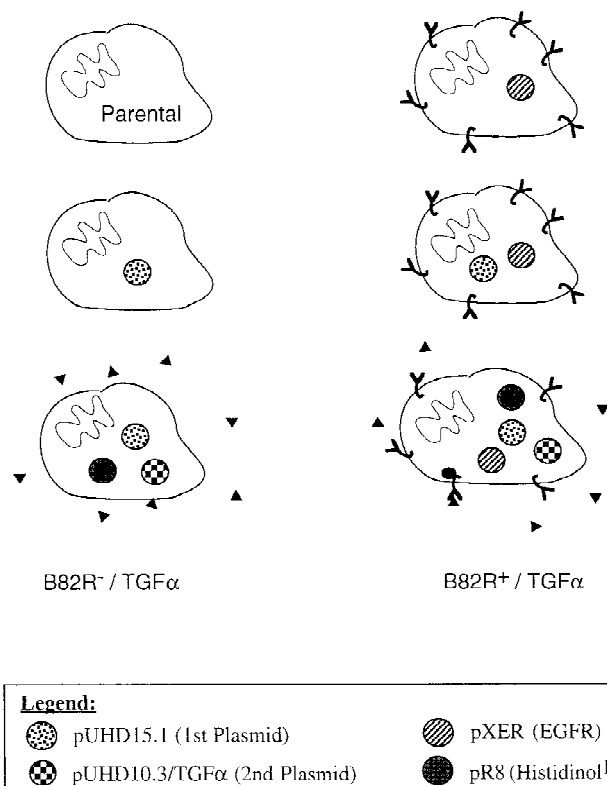 Parental
B82R⁻ / TGFα
B82R⁺ / TGFα
Legend:
pUHD15.1 (1st Plasmid)
pXER (EGFR)
pUHD10.3/TGFα (2nd Plasmid)
pR8 (Histidinol